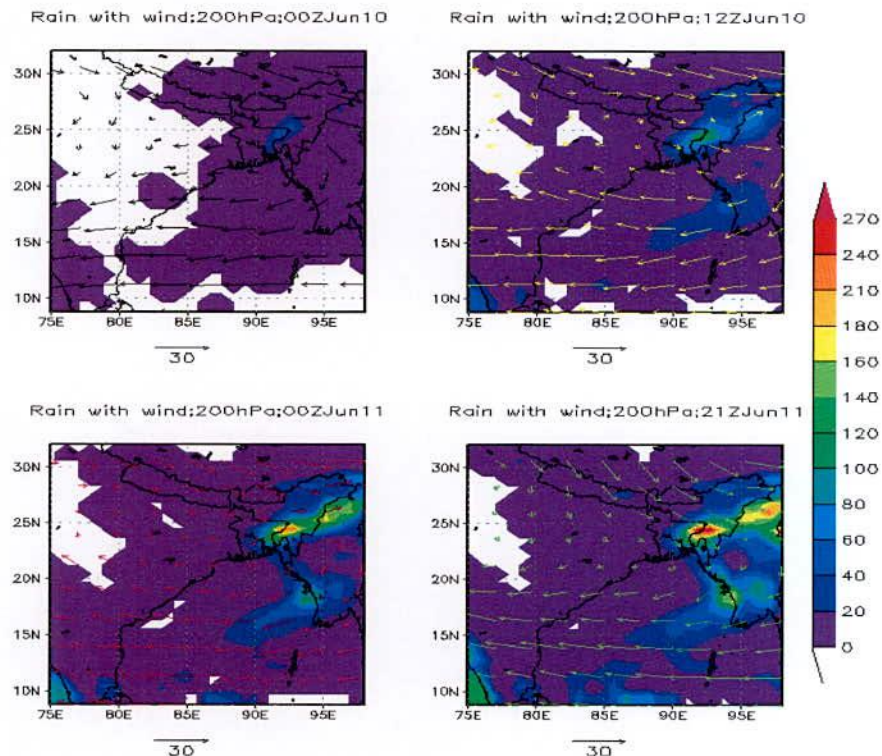 Rain with wind;200hPa;00ZJun10
Rain with wind;200hPa;12ZJun10
30N
25N
20N
15N
10N
75E 80E 85E 90E 95E
30
30N
25N
20N
15N
10N
75E 80E 85E 90E 95E
30
270
240
210
180
160
140
120
100
80
60
40
20
0
Rain with wind;200hPa;00ZJun11
Rain with wind;200hPa;21ZJun11
30N
25N
20N
15N
10N
75E 80E 85E 90E 95E
30
30N
25N
20N
15N
10N
75E 80E 85E 90E 95E
30